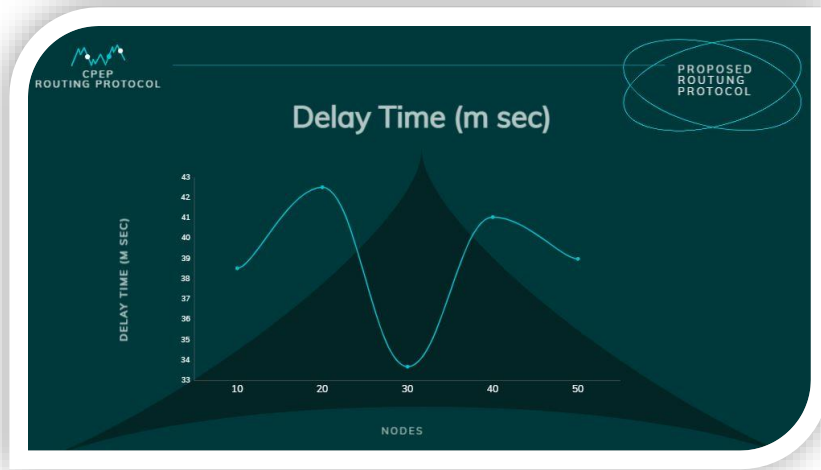 CPEP
ROUTING PROTOCOL
PROPOSED
ROUTUNG
PROTOCOL
Delay Time (m sec)
DELAY TIME (M SEC)
43
42
41
40
39
38
37
36
35
34
33
10 20 30 40 50
NODES